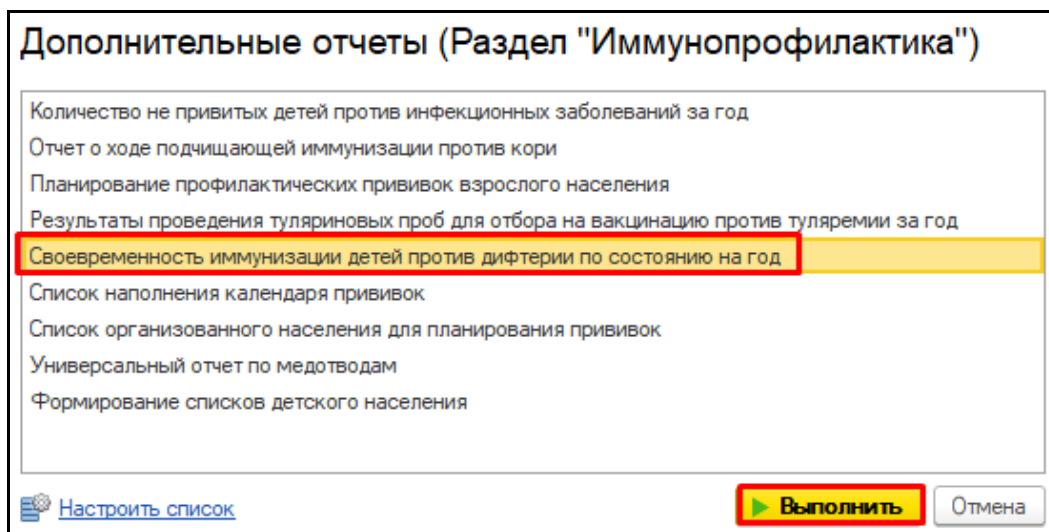 Дополнительные отчеты (Раздел "Иммунопрофилактика")
Количество не привитых детей против инфекционных заболеваний за год
Отчет о ходе подчищающей иммунизации против кори
Планирование профилактических прививок взрослого населения
Результаты проведения туляриновых проб для отбора на вакцинацию против туляремии за год
Своевременность иммунизации детей против дифтерии по состоянию на год
Список наполнения календаря прививок
Список организованного населения для планирования прививок
Универсальный отчет по медотводам
Формирование списков детского населения
Настроить список Выполнить Отмена